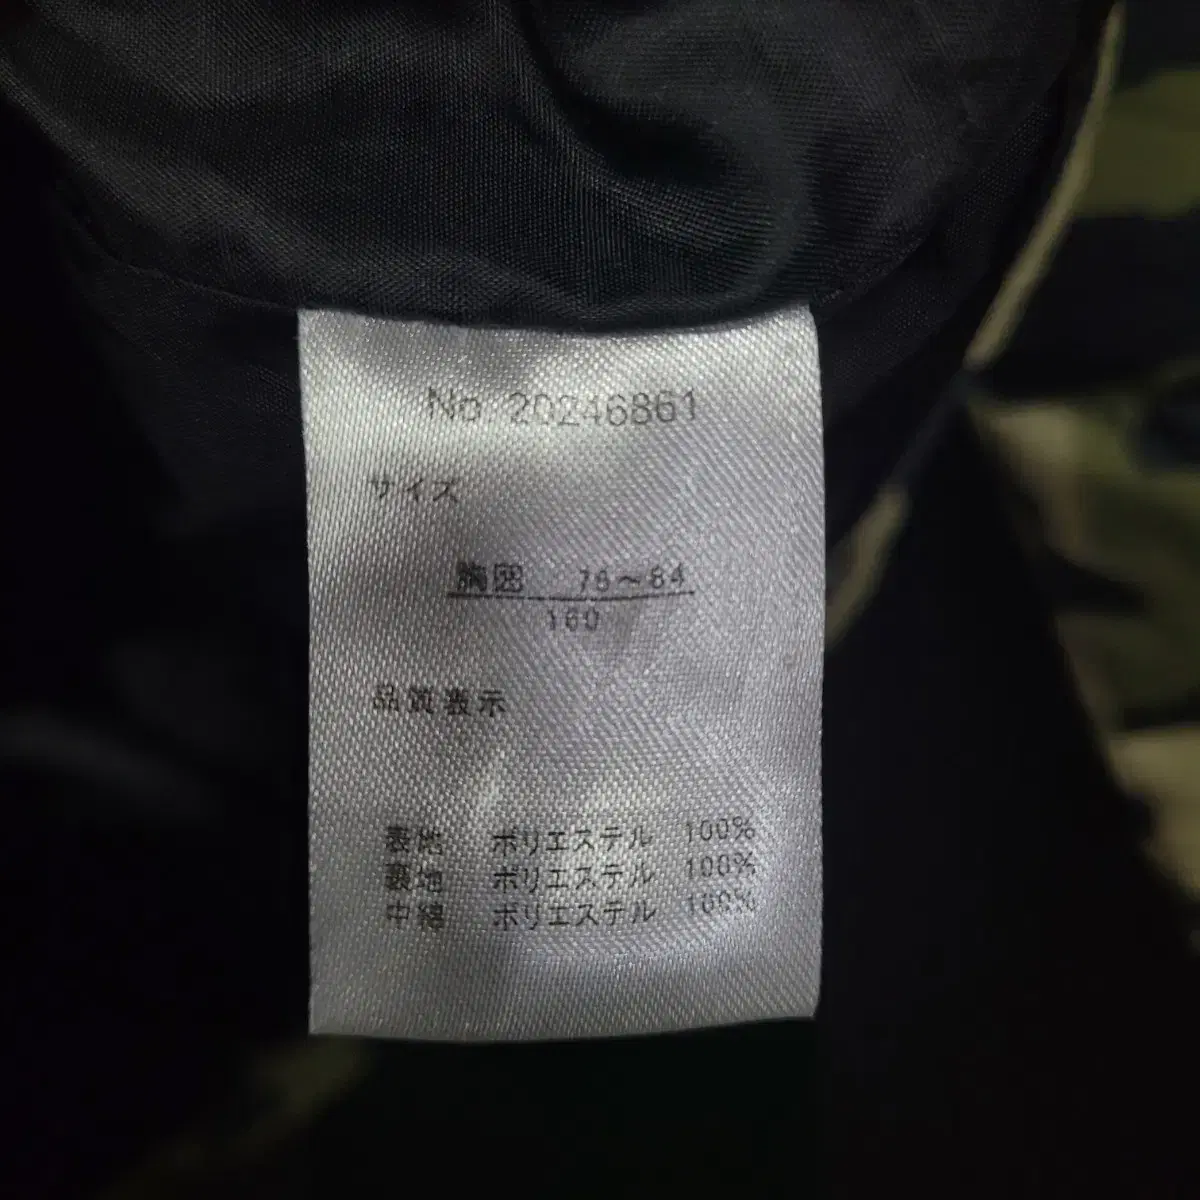 No 20246861
サイズ
胸囲 76～84
160
品質表示
表地 ポリエステル 100%
裏地 ポリエステル 100%
中綿 ポリエステル 100%